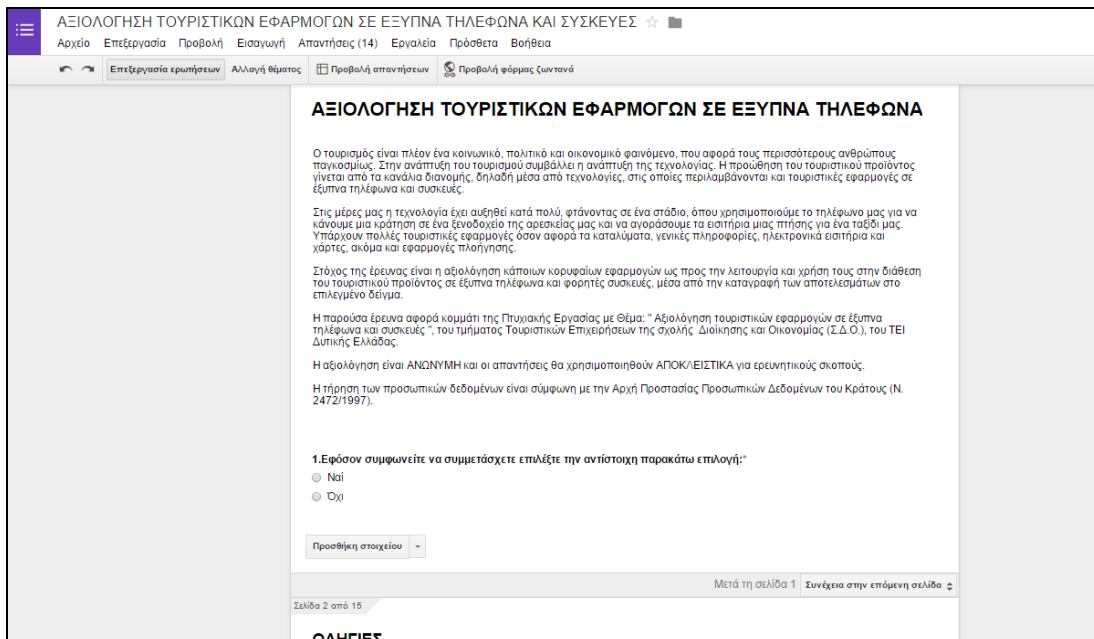 ΑΞΙΟΛΟΓΗΣΗ ΤΟΥΡΙΣΤΙΚΩΝ ΕΦΑΡΜΟΓΩΝ ΣΕ ΕΞΥΠΝΑ ΤΗΛΕΦΩΝΑ ΚΑΙ ΣΥΣΚΕΥΕΣ
Αρχείο Επεξεργασία Προβολή Εισαγωγή Απαντήσεις (14) Εργαλεία Πρόσθετα Βοήθεια
Επεξεργασία ερωτήσεων Αλλαγή θέματος Προβολή απαντήσεων Προβολή φόρμας ζωντανά
ΑΞΙΟΛΟΓΗΣΗ ΤΟΥΡΙΣΤΙΚΩΝ ΕΦΑΡΜΟΓΩΝ ΣΕ ΕΞΥΠΝΑ ΤΗΛΕΦΩΝΑ
Ο τουρισμός είναι πλέον ένα κοινωνικό, πολιτικό και οικονομικό φαινόμενο, που αφορά τους περισσότερους ανθρώπους
παγκοσμίως. Στην ανάπτυξη του τουρισμού συμβάλλει η ανάπτυξη της τεχνολογίας. Η προώθηση του τουριστικού προϊόντος
γίνεται από τα κανάλια διανομής, δηλαδή μέσα από τεχνολογίες, στις οποίες περιλαμβάνονται και τουριστικές εφαρμογές σε
έξυπνα τηλέφωνα και συσκευές.
Στις μέρες μας η τεχνολογία έχει αυξηθεί κατά πολύ, φτάνοντας σε ένα στάδιο, όπου χρησιμοποιούμε το τηλέφωνο μας για να
κάνουμε μια κράτηση σε ένα ξενοδοχείο της αρεσκείας μας και να αγοράσουμε τα εισιτήρια μιας πτήσης για ένα ταξίδι μας.
Υπάρχουν πολλές τουριστικές εφαρμογές όσον αφορά τα καταλύματα, γενικές πληροφορίες, ηλεκτρονικά εισιτήρια και
χάρτες, ακόμα και εφαρμογές πλοήγησης.
Στόχος της έρευνας είναι η αξιολόγηση κάποιων κορυφαίων εφαρμογών ως προς την λειτουργία και χρήση τους στην διάθεση
του τουριστικού προϊόντος σε έξυπνα τηλέφωνα και φορητές συσκευές, μέσα από την καταγραφή των αποτελεσμάτων στο
επιλεγμένο δείγμα.
Η παρούσα έρευνα αφορά κομμάτι της Πτυχιακής Εργασίας με Θέμα: " Αξιολόγηση τουριστικών εφαρμογών σε έξυπνα
τηλέφωνα και συσκευές ", του τμήματος Τουριστικών Επιχειρήσεων της σχολής Διοίκησης και Οικονομίας (Σ.Δ.Ο.), του ΤΕΙ
Δυτικής Ελλάδας.
Η αξιολόγηση είναι ΑΝΩΝΥΜΗ και οι απαντήσεις θα χρησιμοποιηθούν ΑΠΟΚΛΕΙΣΤΙΚΑ για ερευνητικούς σκοπούς.
Η τήρηση των προσωπικών δεδομένων είναι σύμφωνη με την Αρχή Προστασίας Προσωπικών Δεδομένων του Κράτους (Ν.
2472/1997).
1.Εφόσον συμφωνείτε να συμμετάσχετε επιλέξτε την αντίστοιχη παρακάτω επιλογή:*
Ναί
Όχι
Προσθήκη στοιχείου
Μετά τη σελίδα 1 Συνέχεια στην επόμενη σελίδα
Σελίδα 2 από 15
ΟΔΗΓΙΕΣ